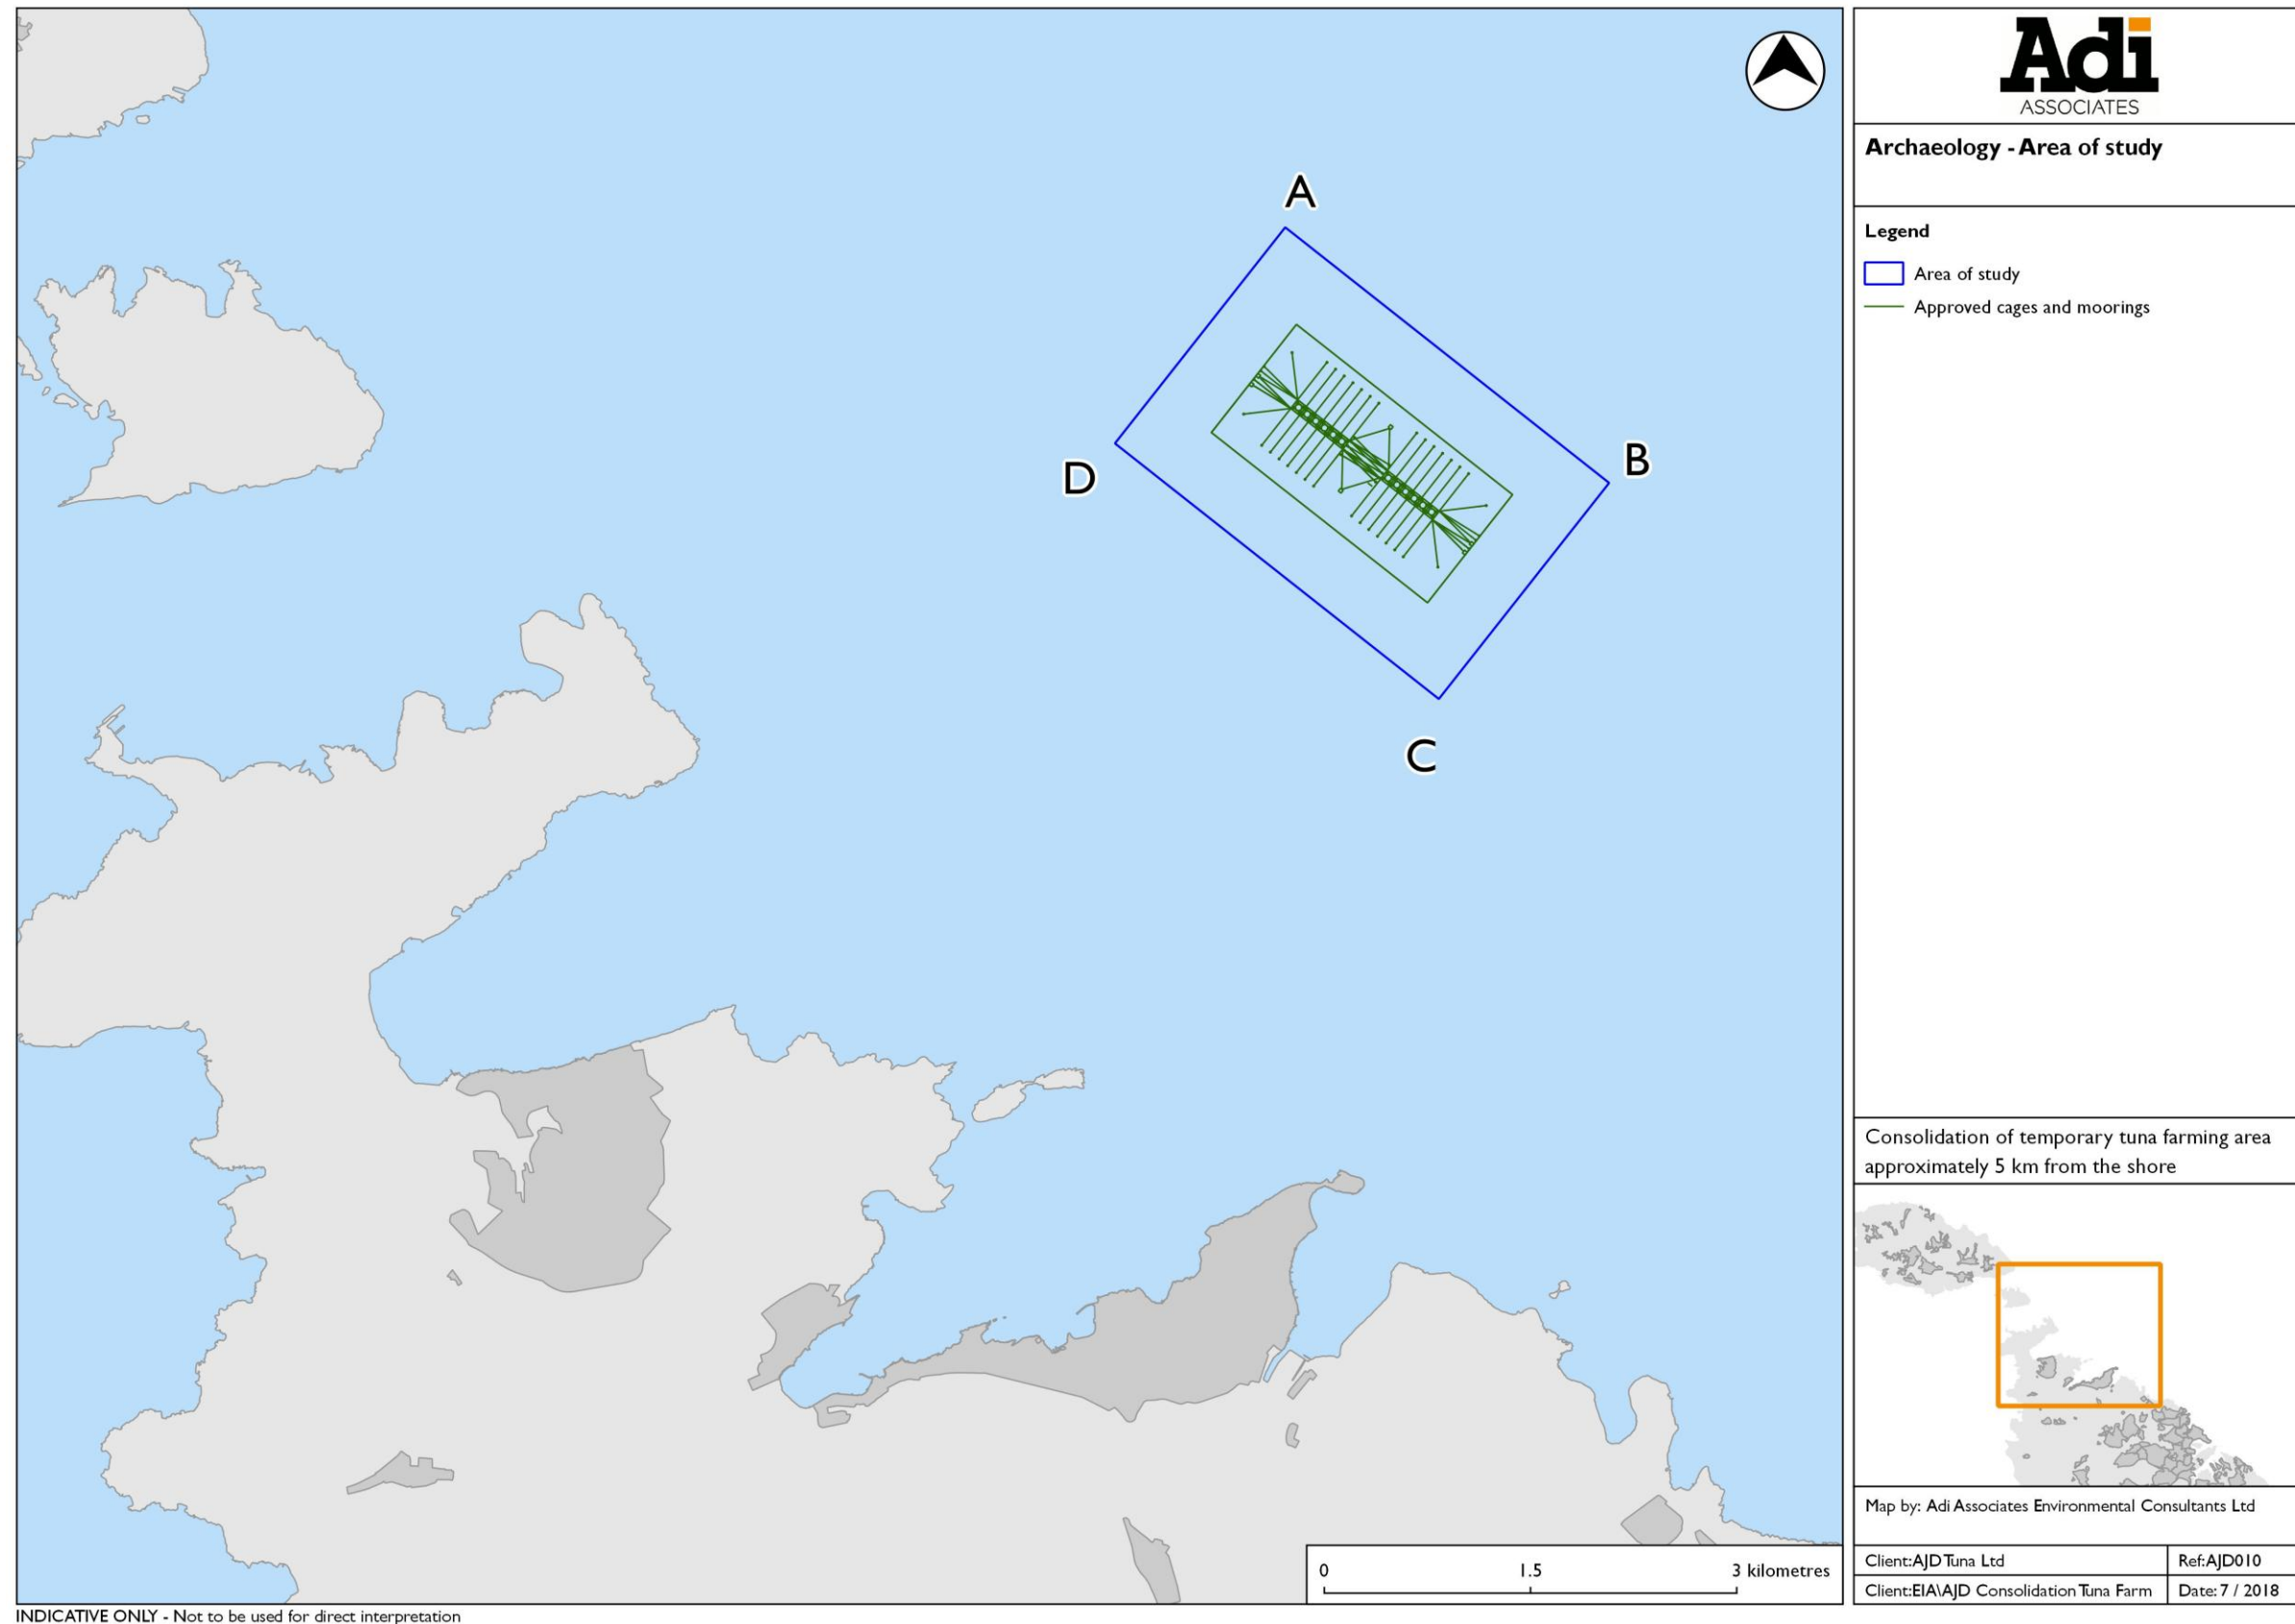 A
B
C
D
0
1.5
3 kilometres
INDICATIVE ONLY - Not to be used for direct interpretation
Adi
ASSOCIATES
Archaeology - Area of study
Legend
Area of study
Approved cages and moorings
Consolidation of temporary tuna farming area
approximately 5 km from the shore
Map by: Adi Associates Environmental Consultants Ltd
Client:AJD Tuna Ltd
Ref:AJD010
Client:EIA\AJD Consolidation Tuna Farm
Date: 7 / 2018